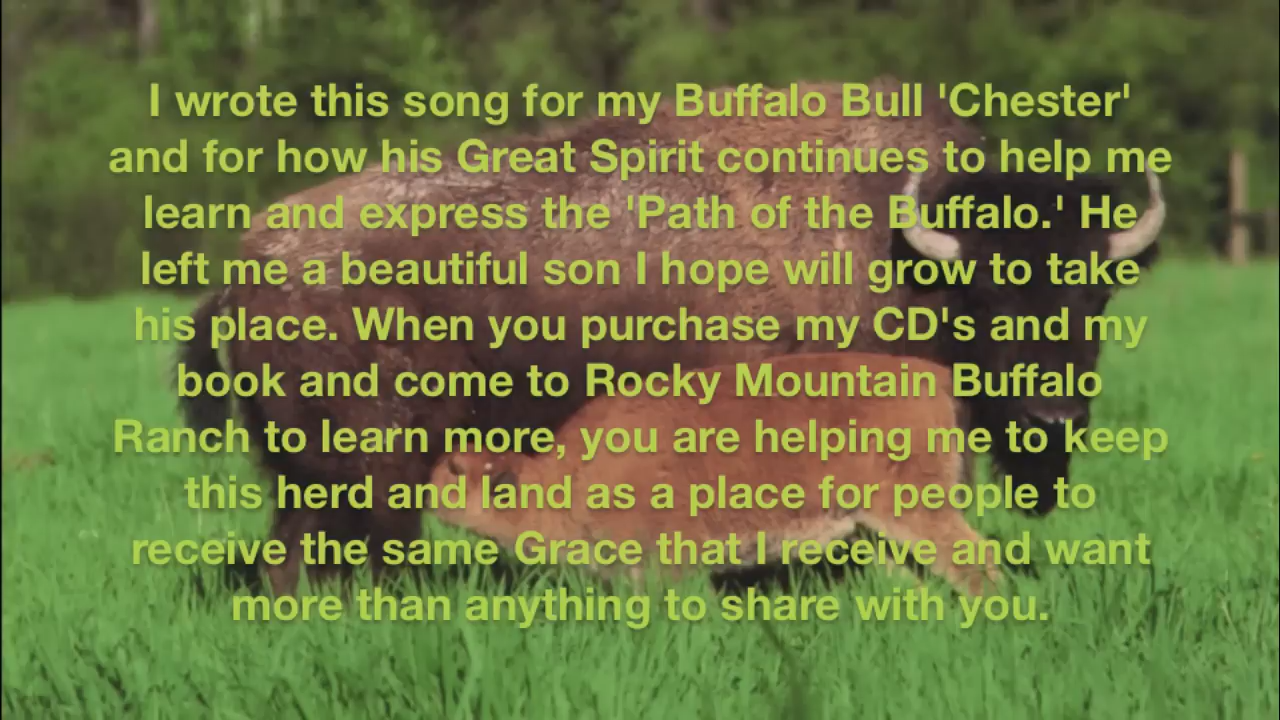 I wrote this song for my Buffalo Bull 'Chester'
and for how his Great Spirit continues to help me
learn and express the 'Path of the Buffalo.' He
left me a beautiful son I hope will grow to take
his place. When you purchase my CD's and my
book and come to Rocky Mountain Buffalo
Ranch to learn more, you are helping me to keep
this herd and land as a place for people to
receive the same Grace that I receive and want
more than anything to share with you.